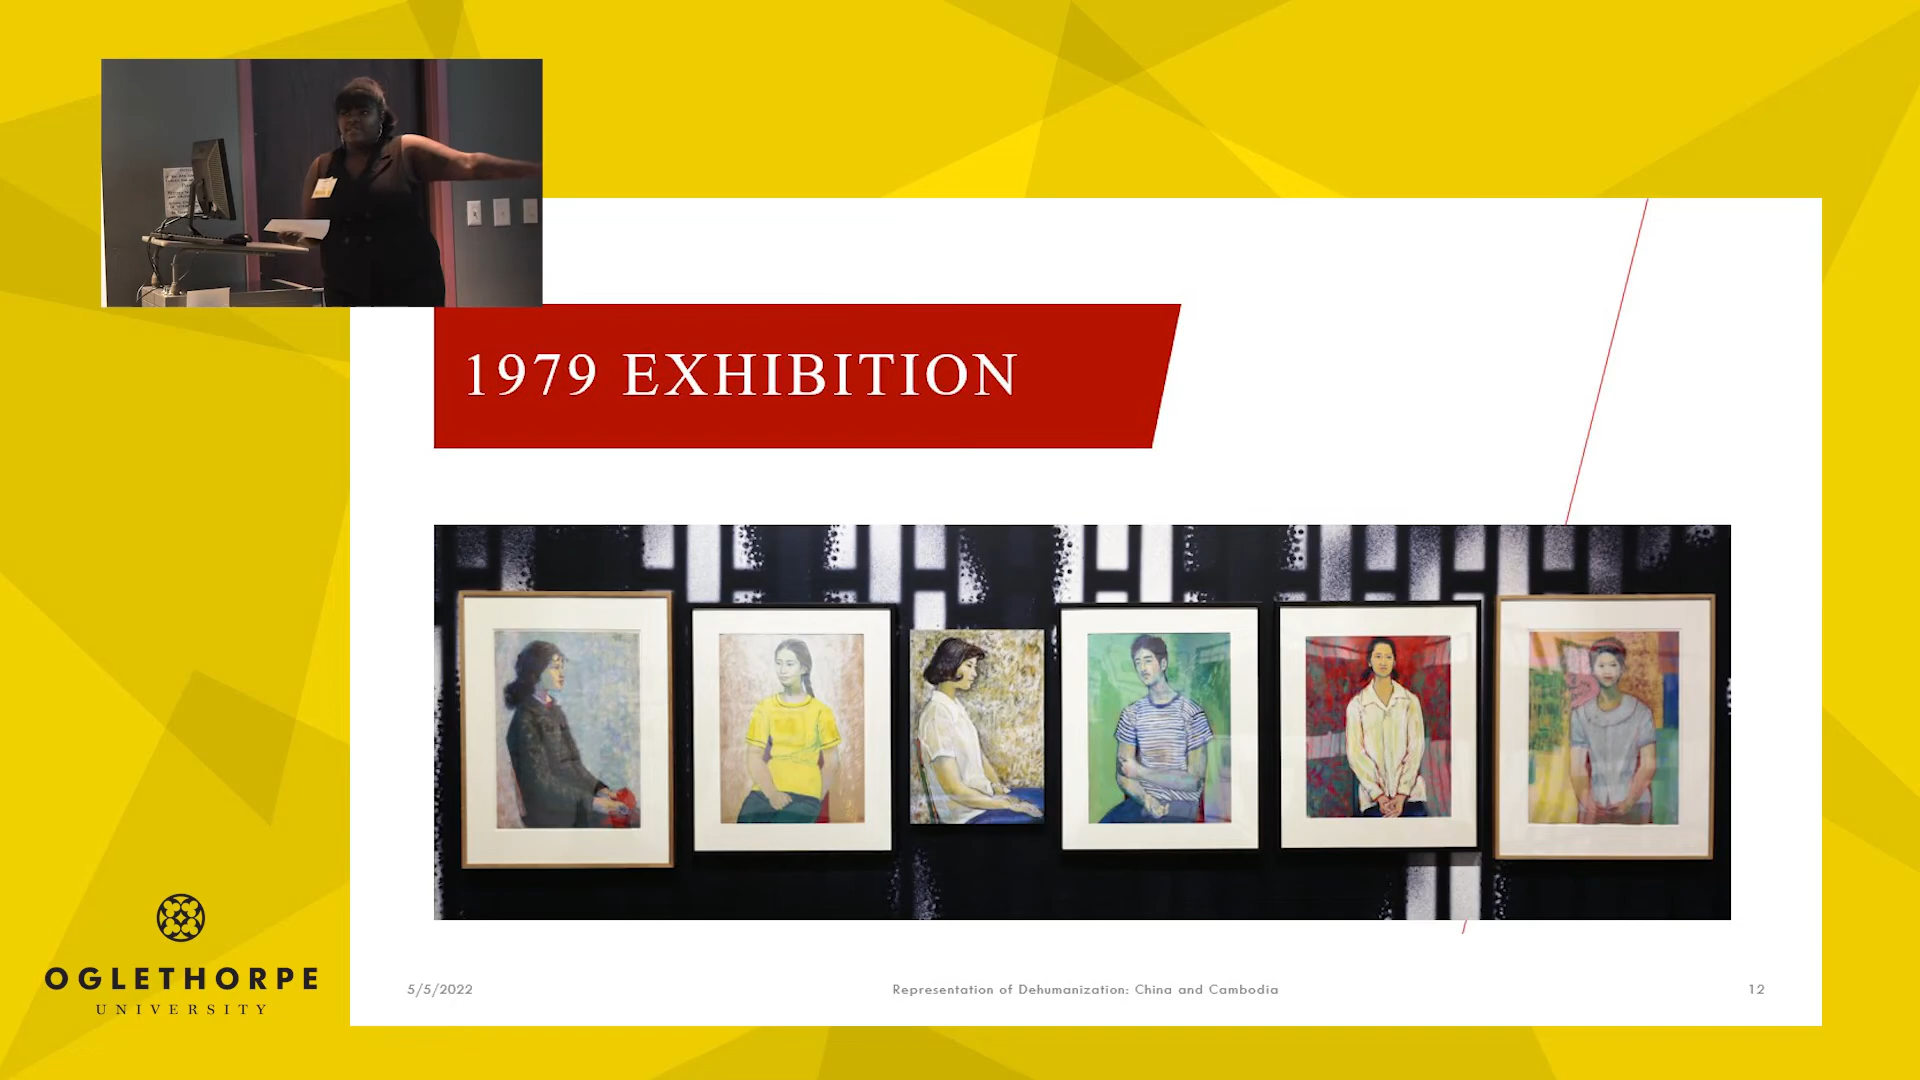 1979 EXHIBITION
5/5/2022
Representation of Dehumanization: China and Cambodia
12
OGLETHORPE
UNIVERSITY